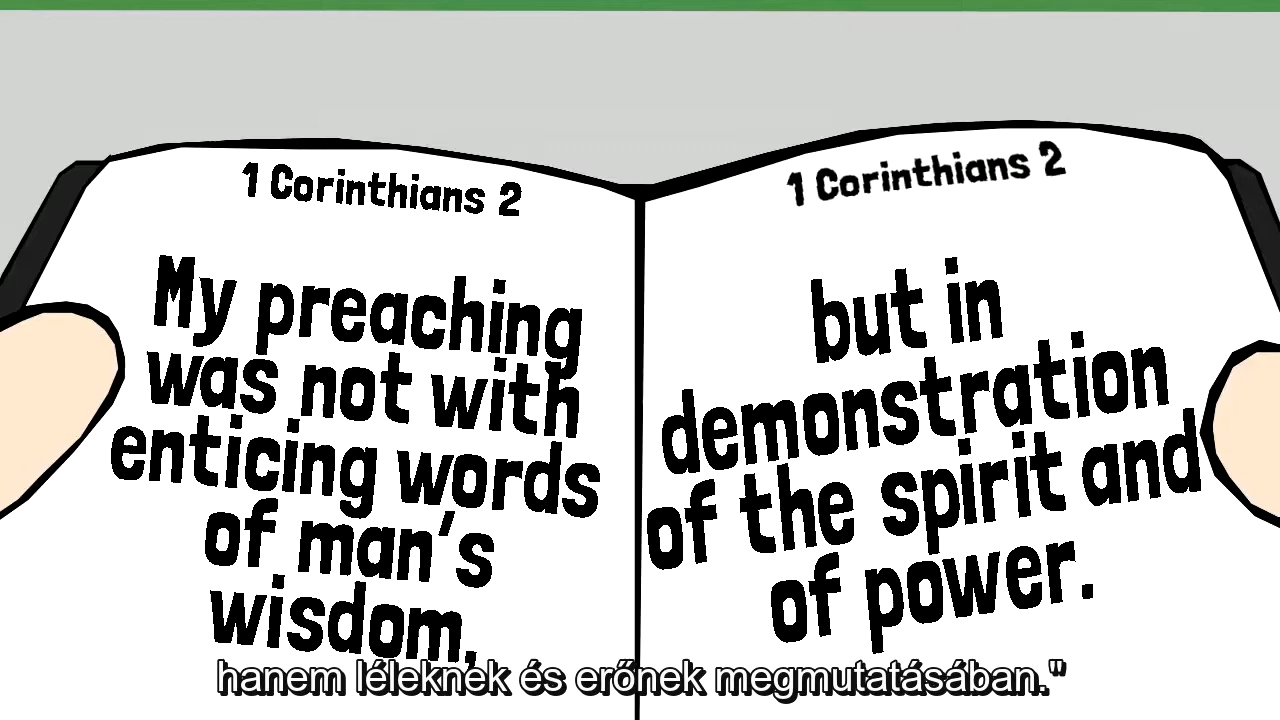 1 Corinthians 2
My preaching
was not with
enticing words
of man's
wisdom,
1 Corinthians 2
but in
demonstration
of the spirit and
of power.
hanem léleknek és erőnek megmutatásában."